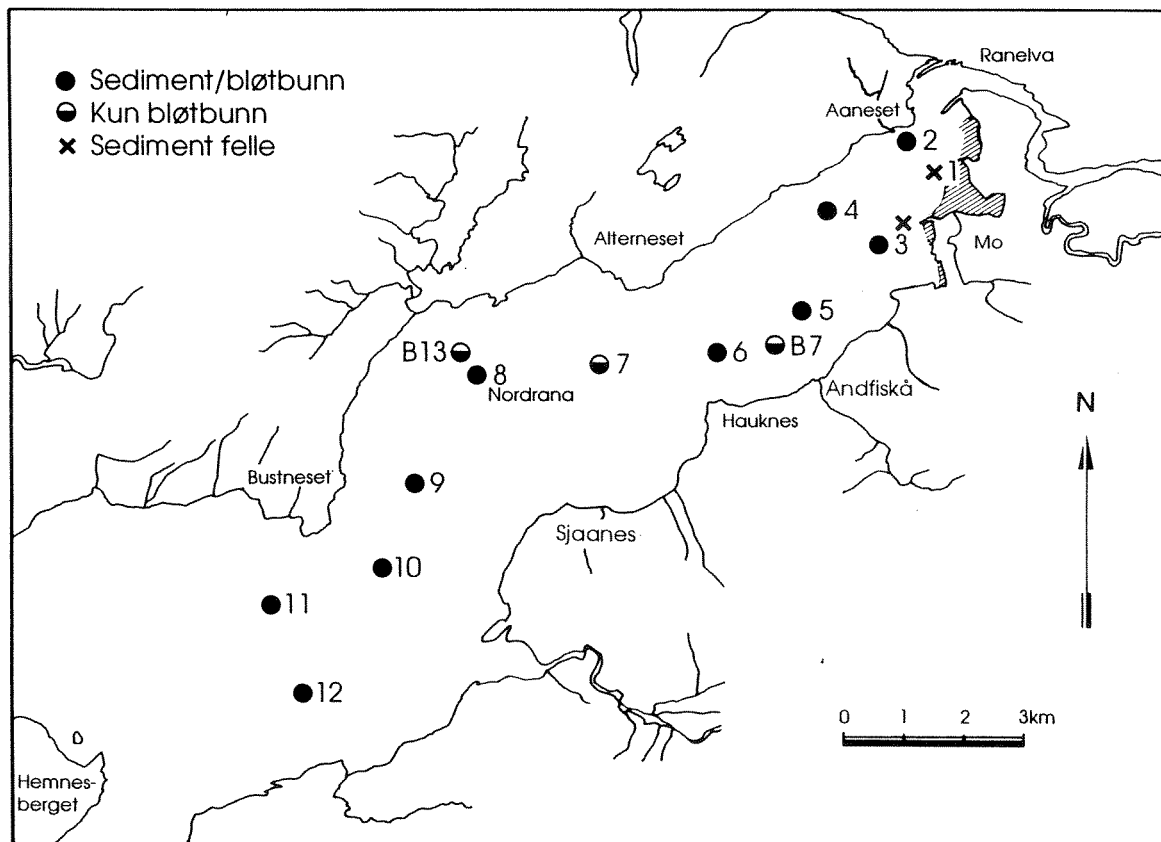 Sediment/bløtbunn
Kun bløtbunn
Sediment felle
Ranelva
Aaneset
2
1
4
3
Mo
Alterneset
5
B13
8
7
6
B7
Nordrana
Andfiskå
Hauknes
N
Bustneset
9
Sjaanes
10
11
12
0 1 2 3km
Hemnes-
berget